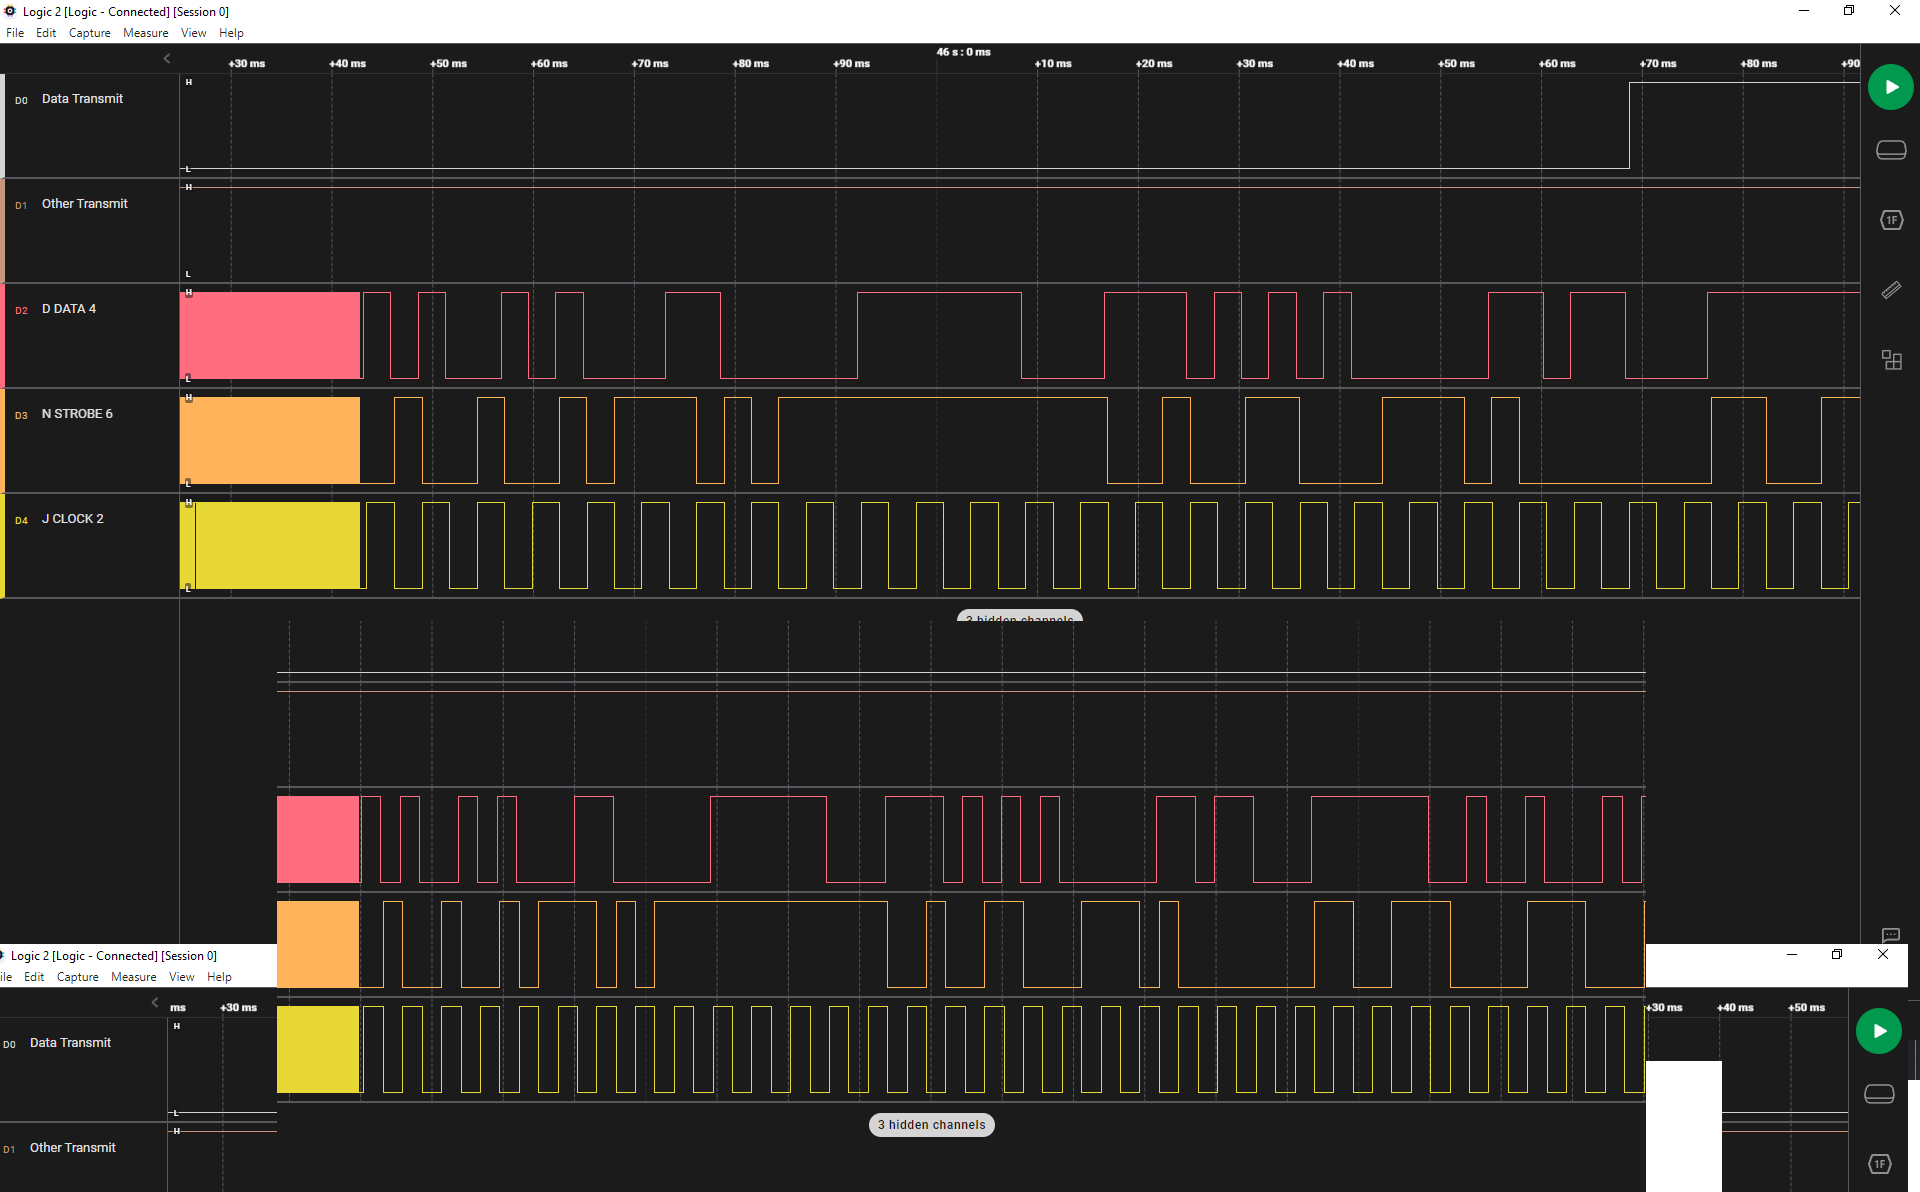 Logic 2 [Logic - Connected] [Session 0]
File Edit Capture Measure View Help
46 s : 0 ms
+30 ms +40 ms +50 ms +60 ms +70 ms +80 ms +90 ms +10 ms +20 ms +30 ms +40 ms +50 ms +60 ms +70 ms +80 ms +90
D0 Data Transmit
H
L
D1 Other Transmit
H
L
1F
D2 D DATA 4
H
L
D3 N STROBE 6
H
L
D4 J CLOCK 2
H
L
3 hidden channels
Logic 2 [Logic - Connected] [Session 0]
ile Edit Capture Measure View Help
ms +30 ms +30 ms +40 ms +50 ms
D0 Data Transmit
H
L
3 hidden channels
D1 Other Transmit
H
1F